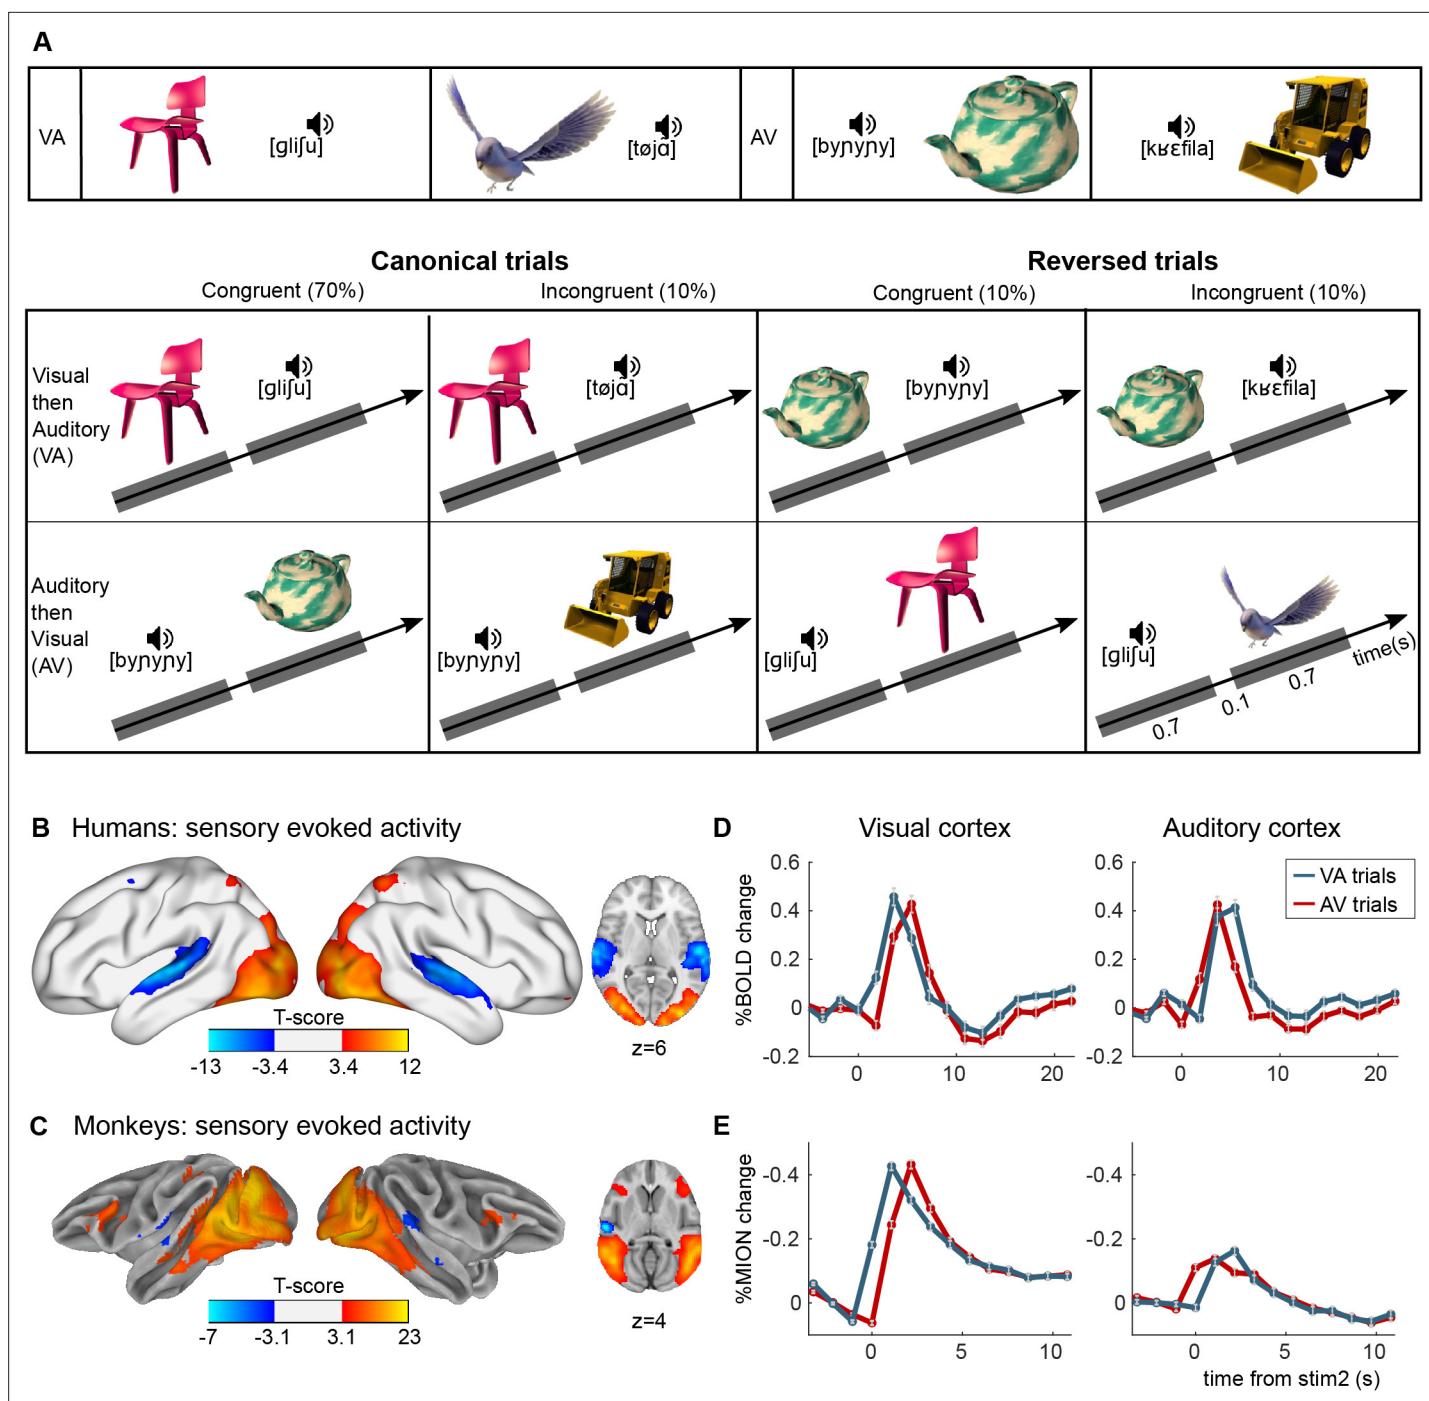 A
VA
[gliʃu]
[tøjɑ̃]
AV
[byɲyɲy]
[kʁɛfila]
Canonical trials
Reversed trials
Congruent (70%)
Incongruent (10%)
Congruent (10%)
Incongruent (10%)
Visual
then
Auditory
(VA)
[gliʃu]
[tøjɑ̃]
[byɲyɲy]
[kʁɛfila]
Auditory
then
Visual
(AV)
[byɲyɲy]
[byɲyɲy]
[gliʃu]
[gliʃu]
0.7
0.1
0.7
time(s)
B Humans: sensory evoked activity
T-score
-13 -3.4 3.4 12
z=6
C Monkeys: sensory evoked activity
T-score
-7 -3.1 3.1 23
z=4
D Visual cortex
Auditory cortex
%BOLD change
0.6
0.4
0.2
0
-0.2
0 10 20
0.6
0.4
0.2
0
-0.2
0 10 20
VA trials
AV trials
E
%MION change
-0.4
-0.2
0
0 5 10
-0.4
-0.2
0
0 5 10
time from stim2 (s)